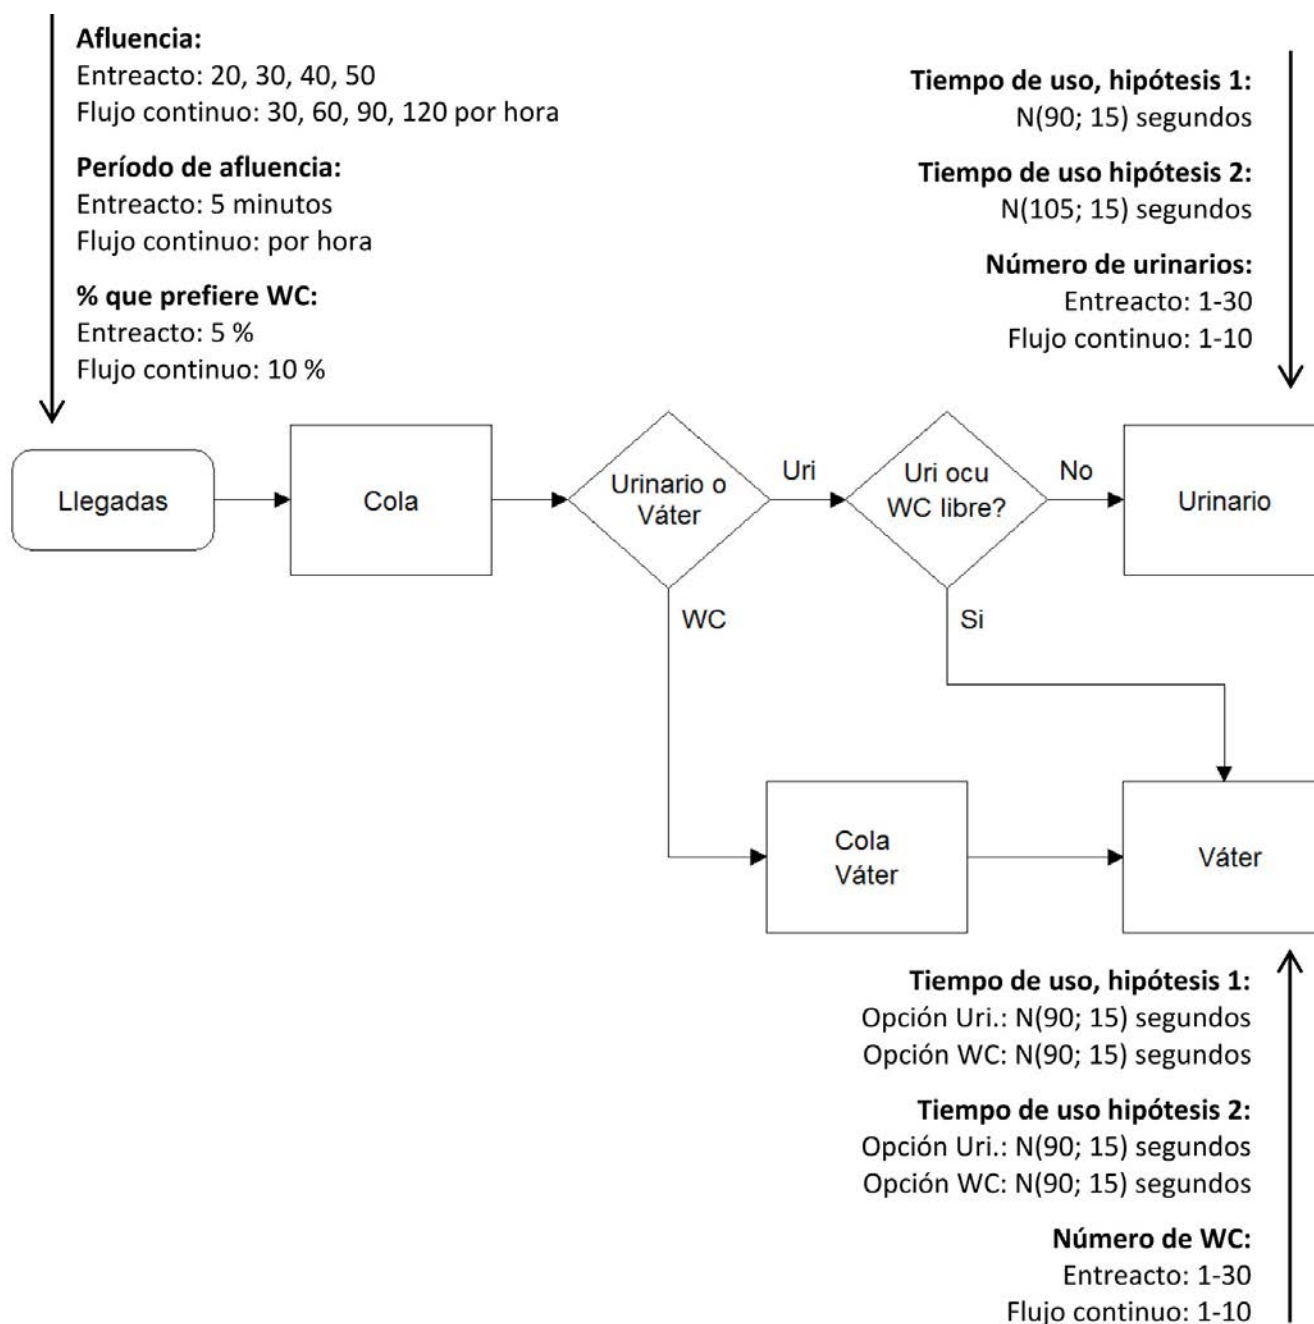 Afluencia:
Entreacto: 20, 30, 40, 50
Flujo continuo: 30, 60, 90, 120 por hora
Período de afluencia:
Entreacto: 5 minutos
Flujo continuo: por hora
% que prefiere WC:
Entreacto: 5 %
Flujo continuo: 10 %
Tiempo de uso, hipótesis 1:
N(90; 15) segundos
Tiempo de uso hipótesis 2:
N(105; 15) segundos
Número de urinarios:
Entreacto: 1-30
Flujo continuo: 1-10
Llegadas
Cola
Urinario o
Váter
Uri
Uri ocu
WC libre?
No
Urinario
WC
Si
Cola
Váter
Váter
Tiempo de uso, hipótesis 1:
Opción Uri.: N(90; 15) segundos
Opción WC: N(90; 15) segundos
Tiempo de uso hipótesis 2:
Opción Uri.: N(90; 15) segundos
Opción WC: N(90; 15) segundos
Número de WC:
Entreacto: 1-30
Flujo continuo: 1-10